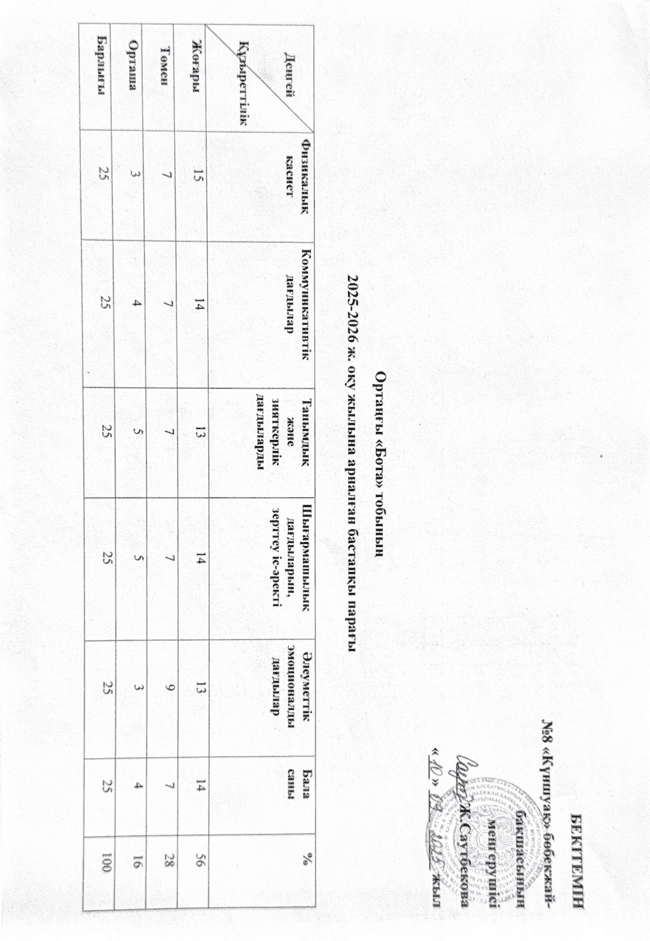 БЕКІТЕМІН
№8 «Күншуақ» бөбекжай-
бақшасының
меңгерушісі
Ж.Саутбекова
«10» 09 2025 жыл
Ортаңғы «Бота» тобының
2025-2026 ж. оқу жылына арналған бастапқы парағы
Деңгей
Құзыреттілік
Физикалық
қасиет
Коммуникативтік
дағдылар
Танымдық
және
зияткерлік
дағдыларды
Шығармашылық
дағдыларын,
зерттеу іс-әрекеті
Әлеуметтік
эмоционалды
дағдылар
Бала
саны
%
Жоғары 15 14 13 14 13 14 56
Төмен 7 7 7 7 9 7 28
Орташа 3 4 5 5 3 4 16
Барлығы 25 25 25 25 25 25 100